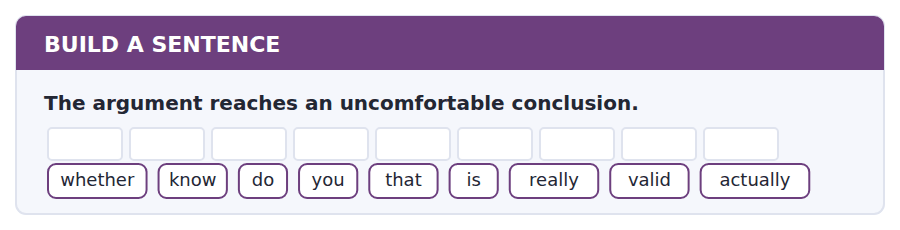 BUILD A SENTENCE
The argument reaches an uncomfortable conclusion.
whether know do you that is really valid actually